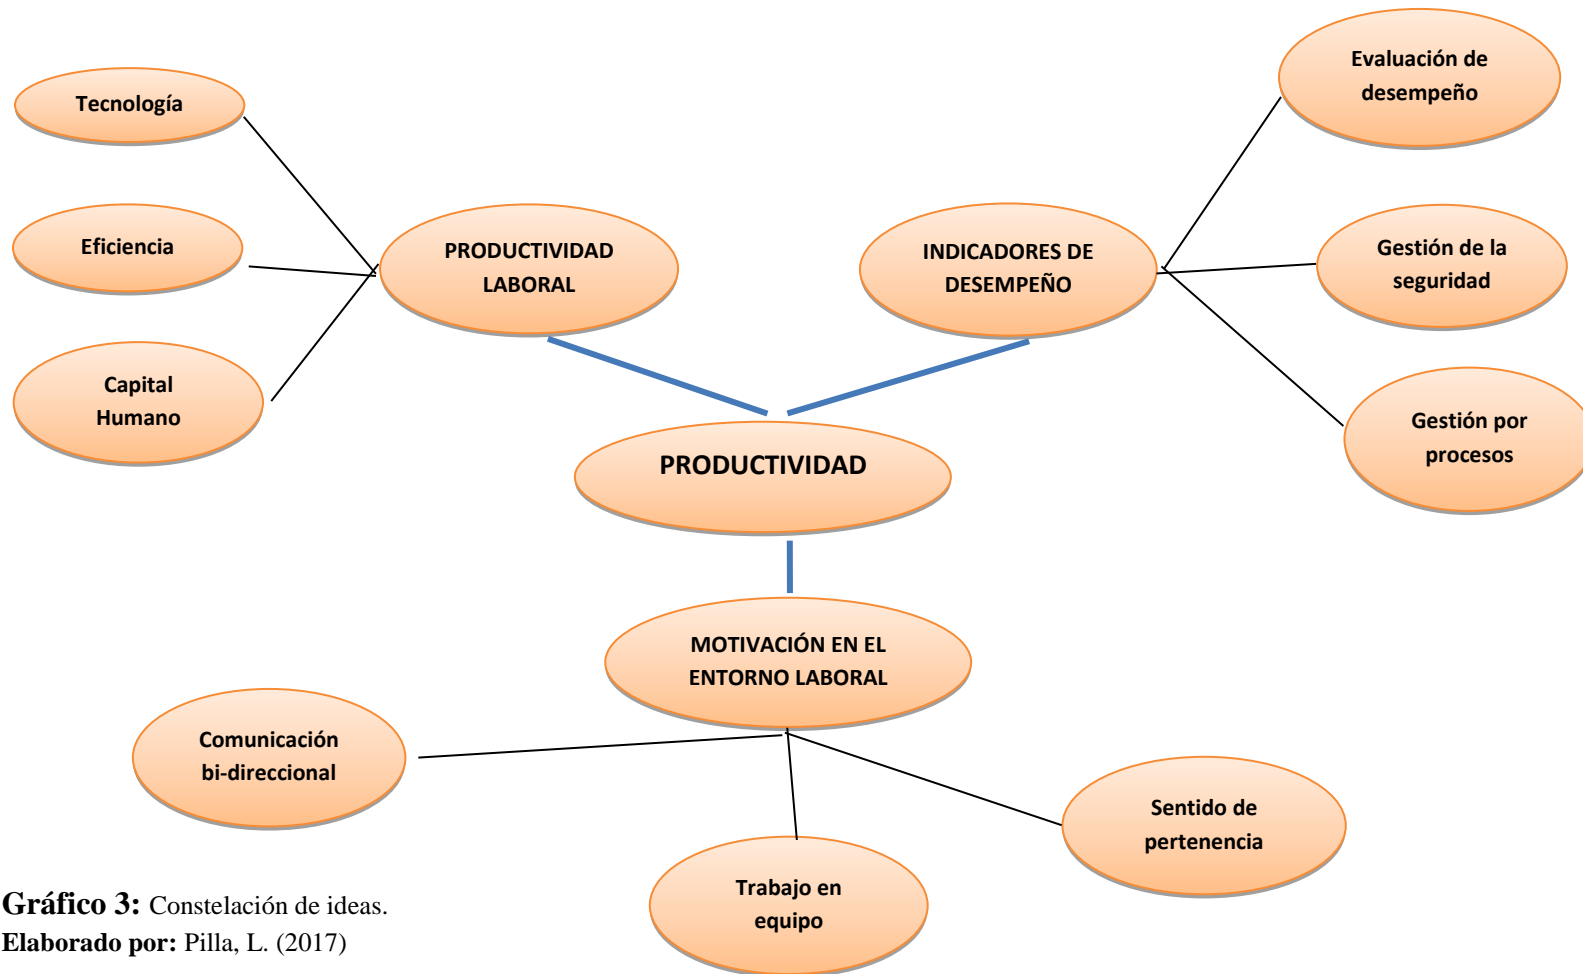 Tecnología
Eficiencia
Capital
Humano
PRODUCTIVIDAD
LABORAL
INDICADORES DE
DESEMPEÑO
Evaluación de
desempeño
Gestión de la
seguridad
Gestión por
procesos
PRODUCTIVIDAD
MOTIVACIÓN EN EL
ENTORNO LABORAL
Comunicación
bi-direccional
Trabajo en
equipo
Sentido de
pertenencia
Gráfico 3: Constelación de ideas.
Elaborado por: Pilla, L. (2017)